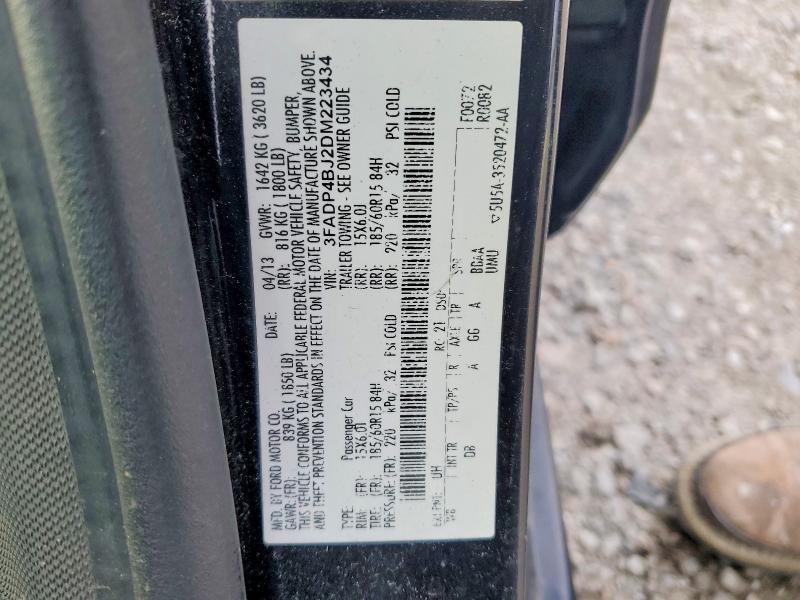 MFD. BY FORD MOTOR CO. DATE: 04/13 GVWR: 1642 KG ( 3620 LB)
GAWR: (FR): 839 KG ( 1850 LB) (RR): 816 KG ( 1800 LB)
THIS VEHICLE CONFORMS TO ALL APPLICABLE FEDERAL MOTOR VEHICLE SAFETY, BUMPER,
AND THEFT PREVENTION STANDARDS IN EFFECT ON THE DATE OF MANUFACTURE SHOWN ABOVE.
VIN: 3FADP4BJ2DM223434
TYPE: Passenger Car TRAILER TOWING - SEE OWNER GUIDE
RIM: (FR): 15X6.0J (RR): 15X6.0J
TIRE: (FR): 185/60R15 84H (RR): 185/60R15 84H
PRESSURE: (FR): 220 kPa/ 32 PSI COLD (RR): 220 kPa/ 32 PSI COLD
EXT PNT: UH RC: 21 DSO: F0072
R0082
WB INT TR TP/PS R AXLE TR SPR
DB A GG A BBAA
UMU
▽5U5A-3520472-AA